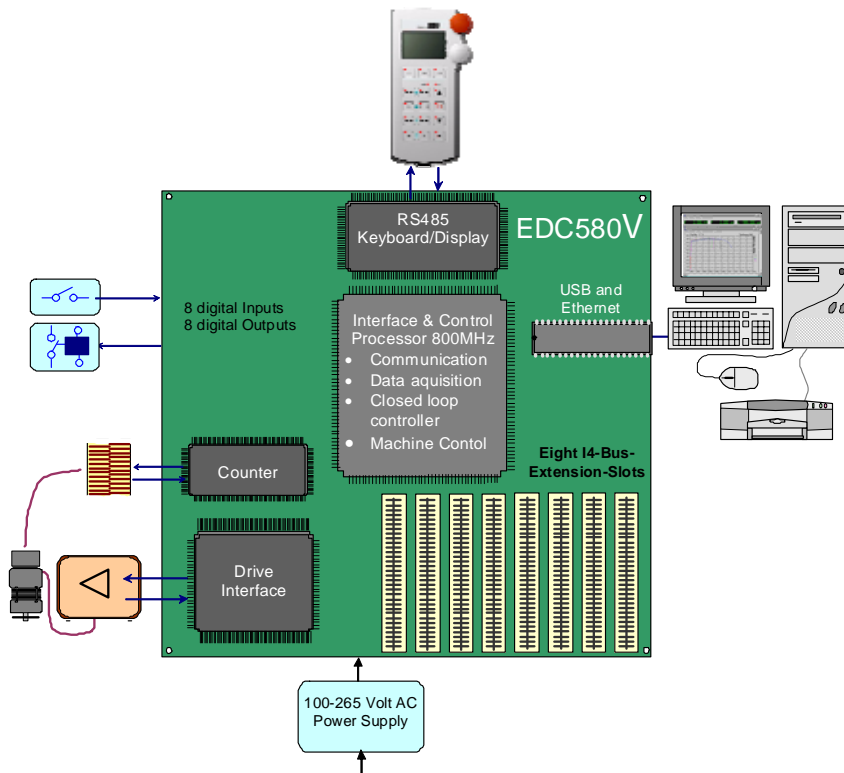 RS485
Keyboard/Display
EDC580V
8 digital Inputs
8 digital Outputs
USB and
Ethernet
Interface & Control
Processor 800MHz
• Communication
• Data aquisition
• Closed loop
controller
• Machine Contol
Counter
Eight I4-Bus-
Extension-Slots
Drive
Interface
100-265 Volt AC
Power Supply